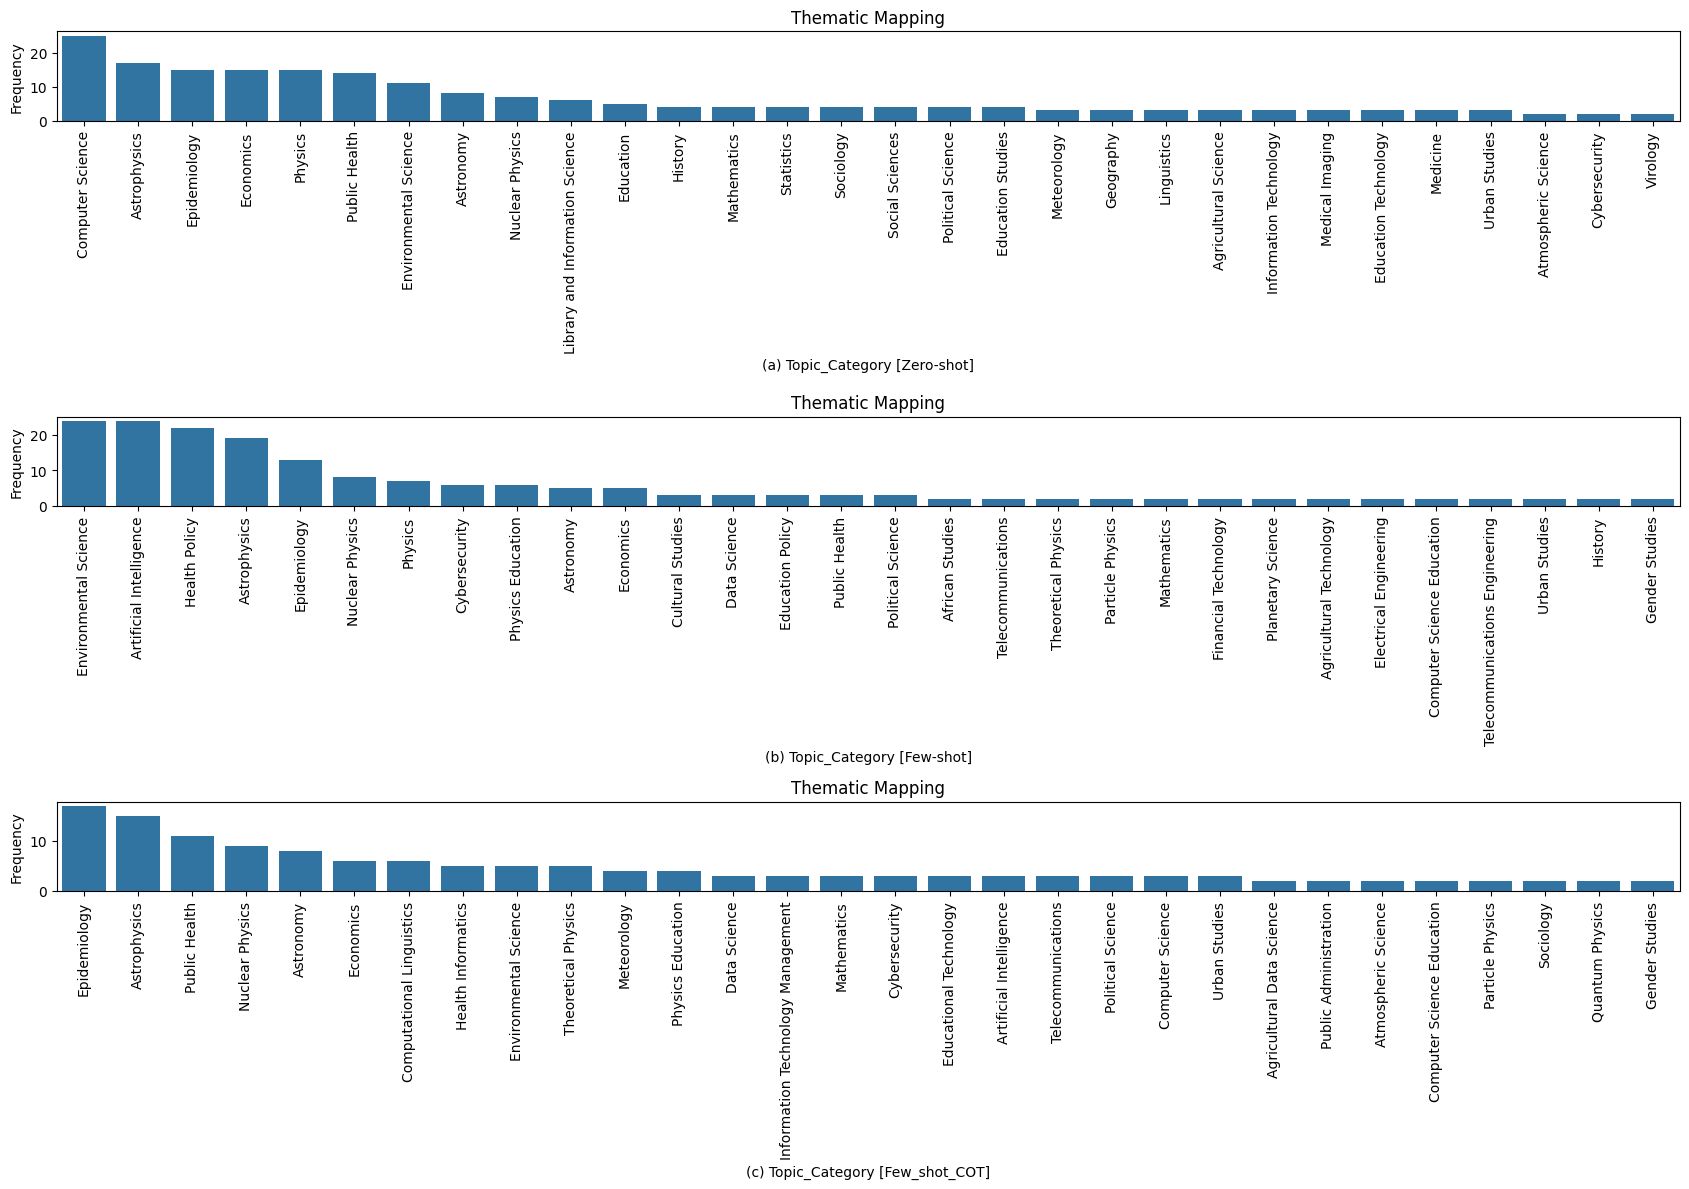 Thematic Mapping
Frequency
20
10
0
Computer Science
Astrophysics
Epidemiology
Economics
Physics
Public Health
Environmental Science
Astronomy
Nuclear Physics
Library and Information Science
Education
History
Mathematics
Statistics
Sociology
Social Sciences
Political Science
Education Studies
Meteorology
Geography
Linguistics
Agricultural Science
Information Technology
Medical Imaging
Education Technology
Medicine
Urban Studies
Atmospheric Science
Cybersecurity
Virology
(a) Topic_Category [Zero-shot]
Thematic Mapping
Frequency
20
10
0
Environmental Science
Artificial Intelligence
Health Policy
Astrophysics
Epidemiology
Nuclear Physics
Physics
Cybersecurity
Physics Education
Astronomy
Economics
Cultural Studies
Data Science
Education Policy
Public Health
Political Science
African Studies
Telecommunications
Theoretical Physics
Particle Physics
Mathematics
Financial Technology
Planetary Science
Agricultural Technology
Electrical Engineering
Computer Science Education
Telecommunications Engineering
Urban Studies
History
Gender Studies
(b) Topic_Category [Few-shot]
Thematic Mapping
Frequency
10
0
Epidemiology
Astrophysics
Public Health
Nuclear Physics
Astronomy
Economics
Computational Linguistics
Health Informatics
Environmental Science
Theoretical Physics
Meteorology
Physics Education
Data Science
Information Technology Management
Mathematics
Cybersecurity
Educational Technology
Artificial Intelligence
Telecommunications
Political Science
Computer Science
Urban Studies
Agricultural Data Science
Public Administration
Atmospheric Science
Computer Science Education
Particle Physics
Sociology
Quantum Physics
Gender Studies
(c) Topic_Category [Few_shot_COT]